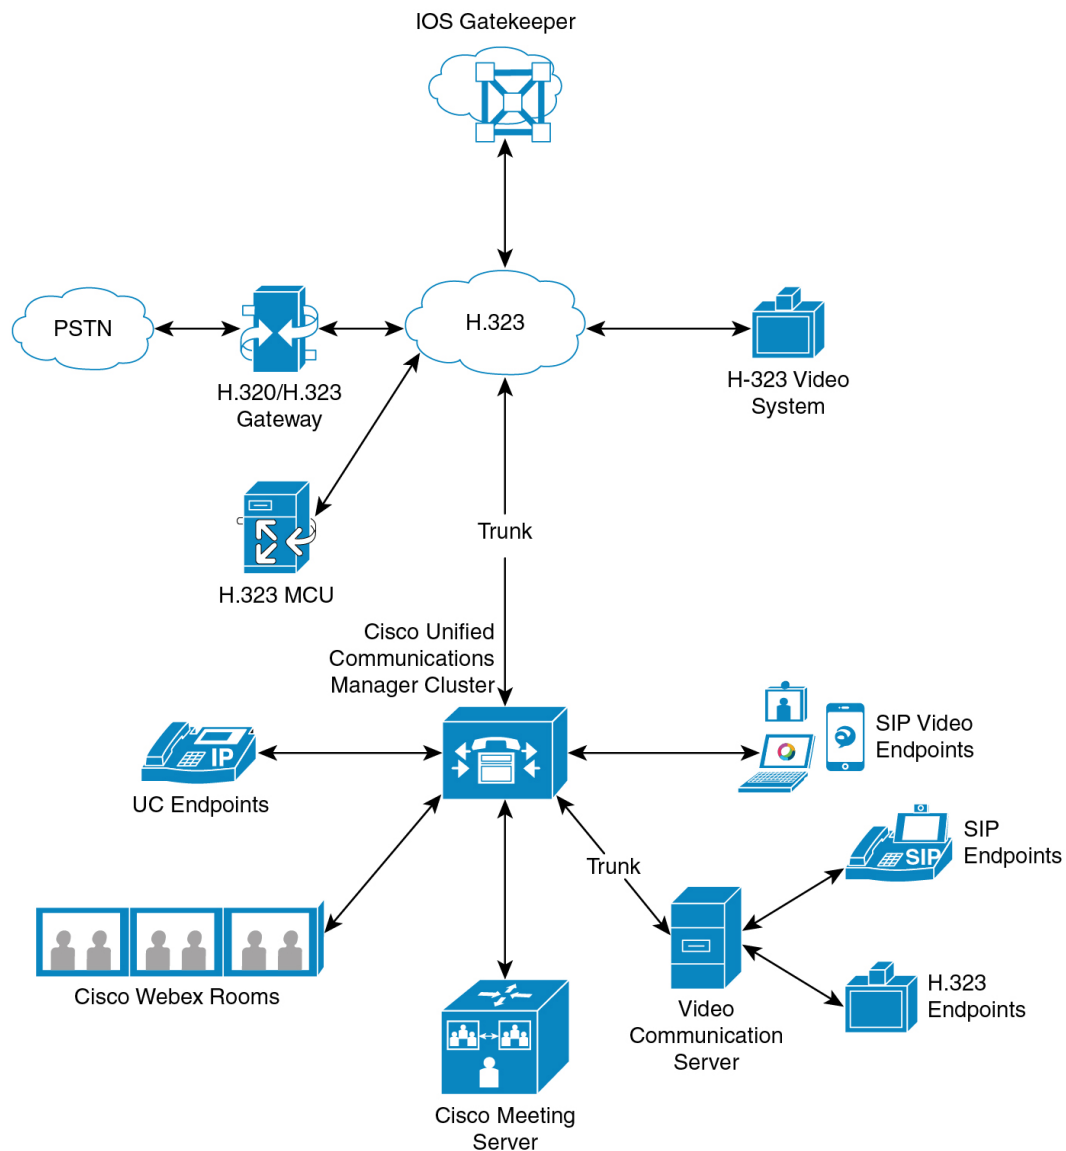 IOS Gatekeeper
PSTN
H.323
H.320/H.323
Gateway
H-323 Video
System
H.323 MCU
Trunk
Cisco Unified
Communications
Manager Cluster
IP
UC Endpoints
SIP Video
Endpoints
SIP
SIP
Endpoints
Trunk
Cisco Webex Rooms
H.323
Endpoints
Video
Communication
Server
Cisco Meeting
Server